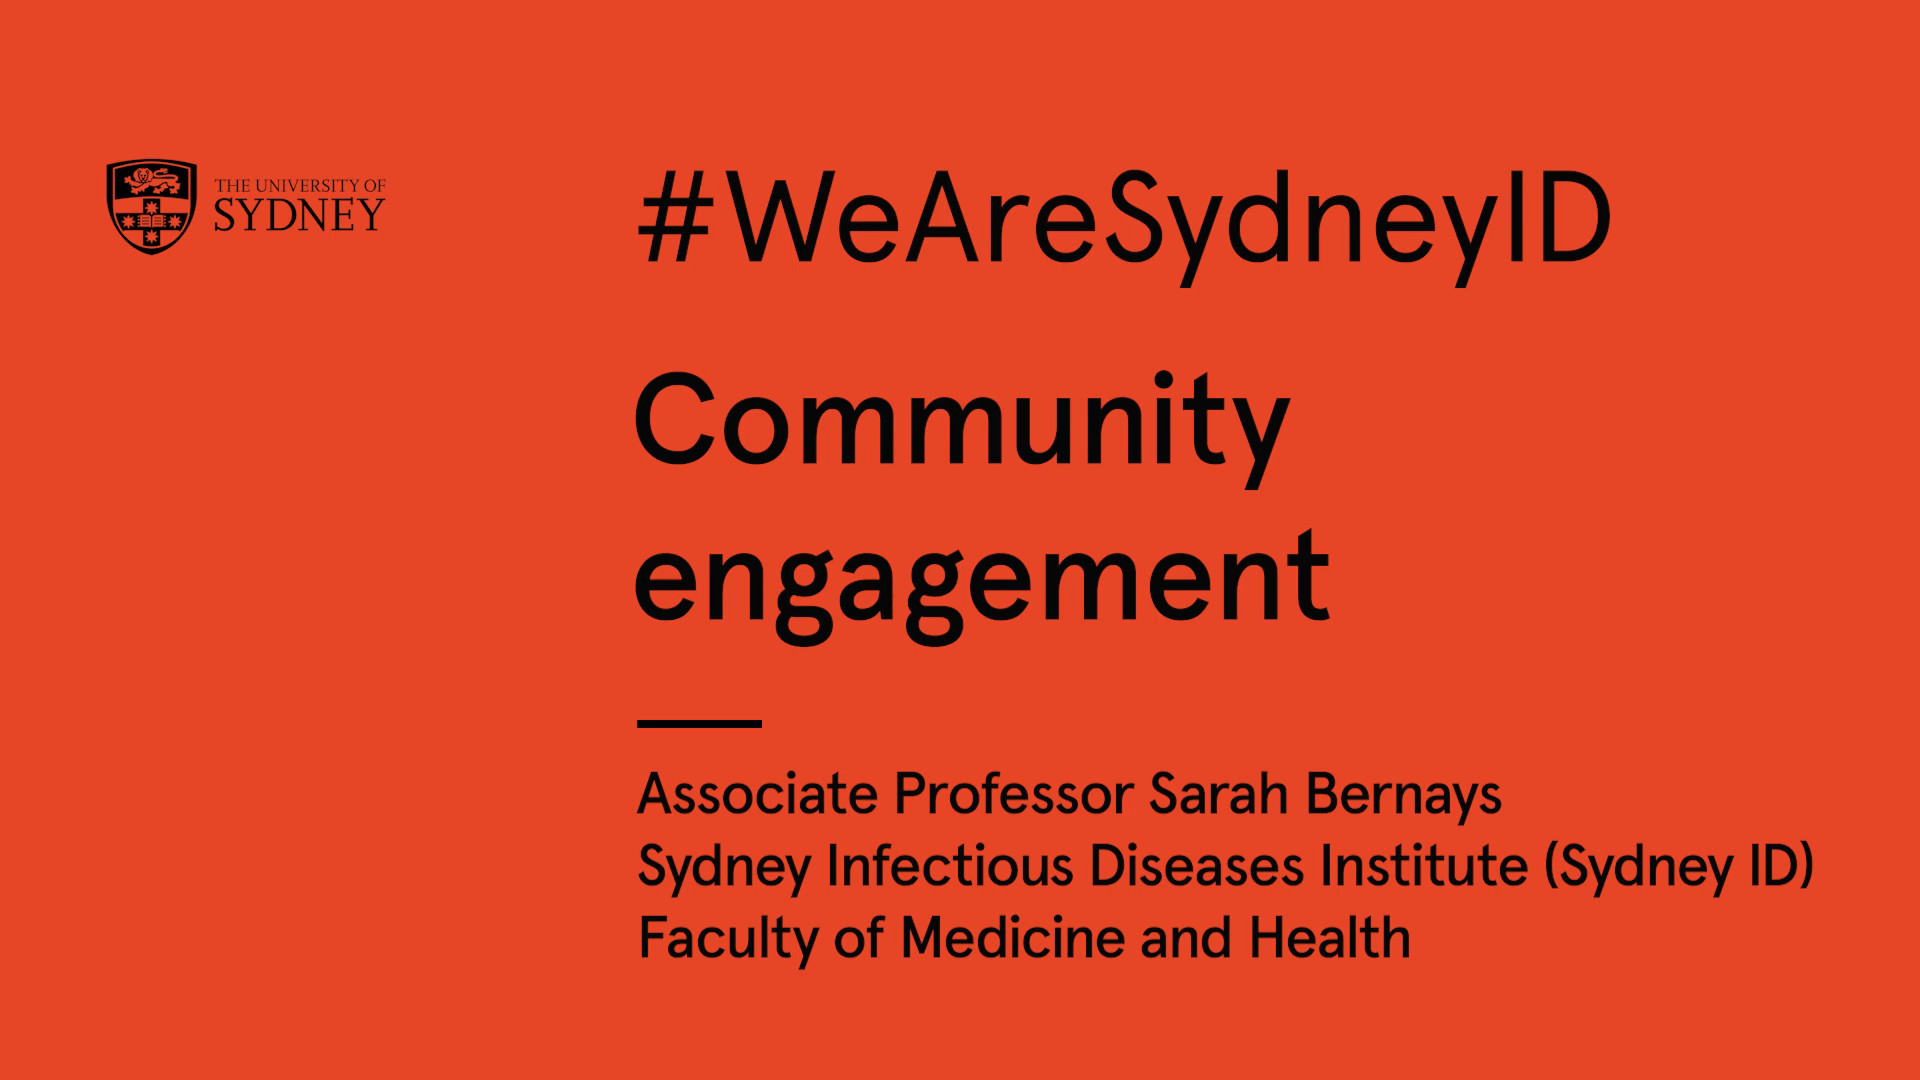 THE UNIVERSITY OF
SYDNEY
#WeAreSydneyID
Community
engagement
Associate Professor Sarah Bernays
Sydney Infectious Diseases Institute (Sydney ID)
Faculty of Medicine and Health